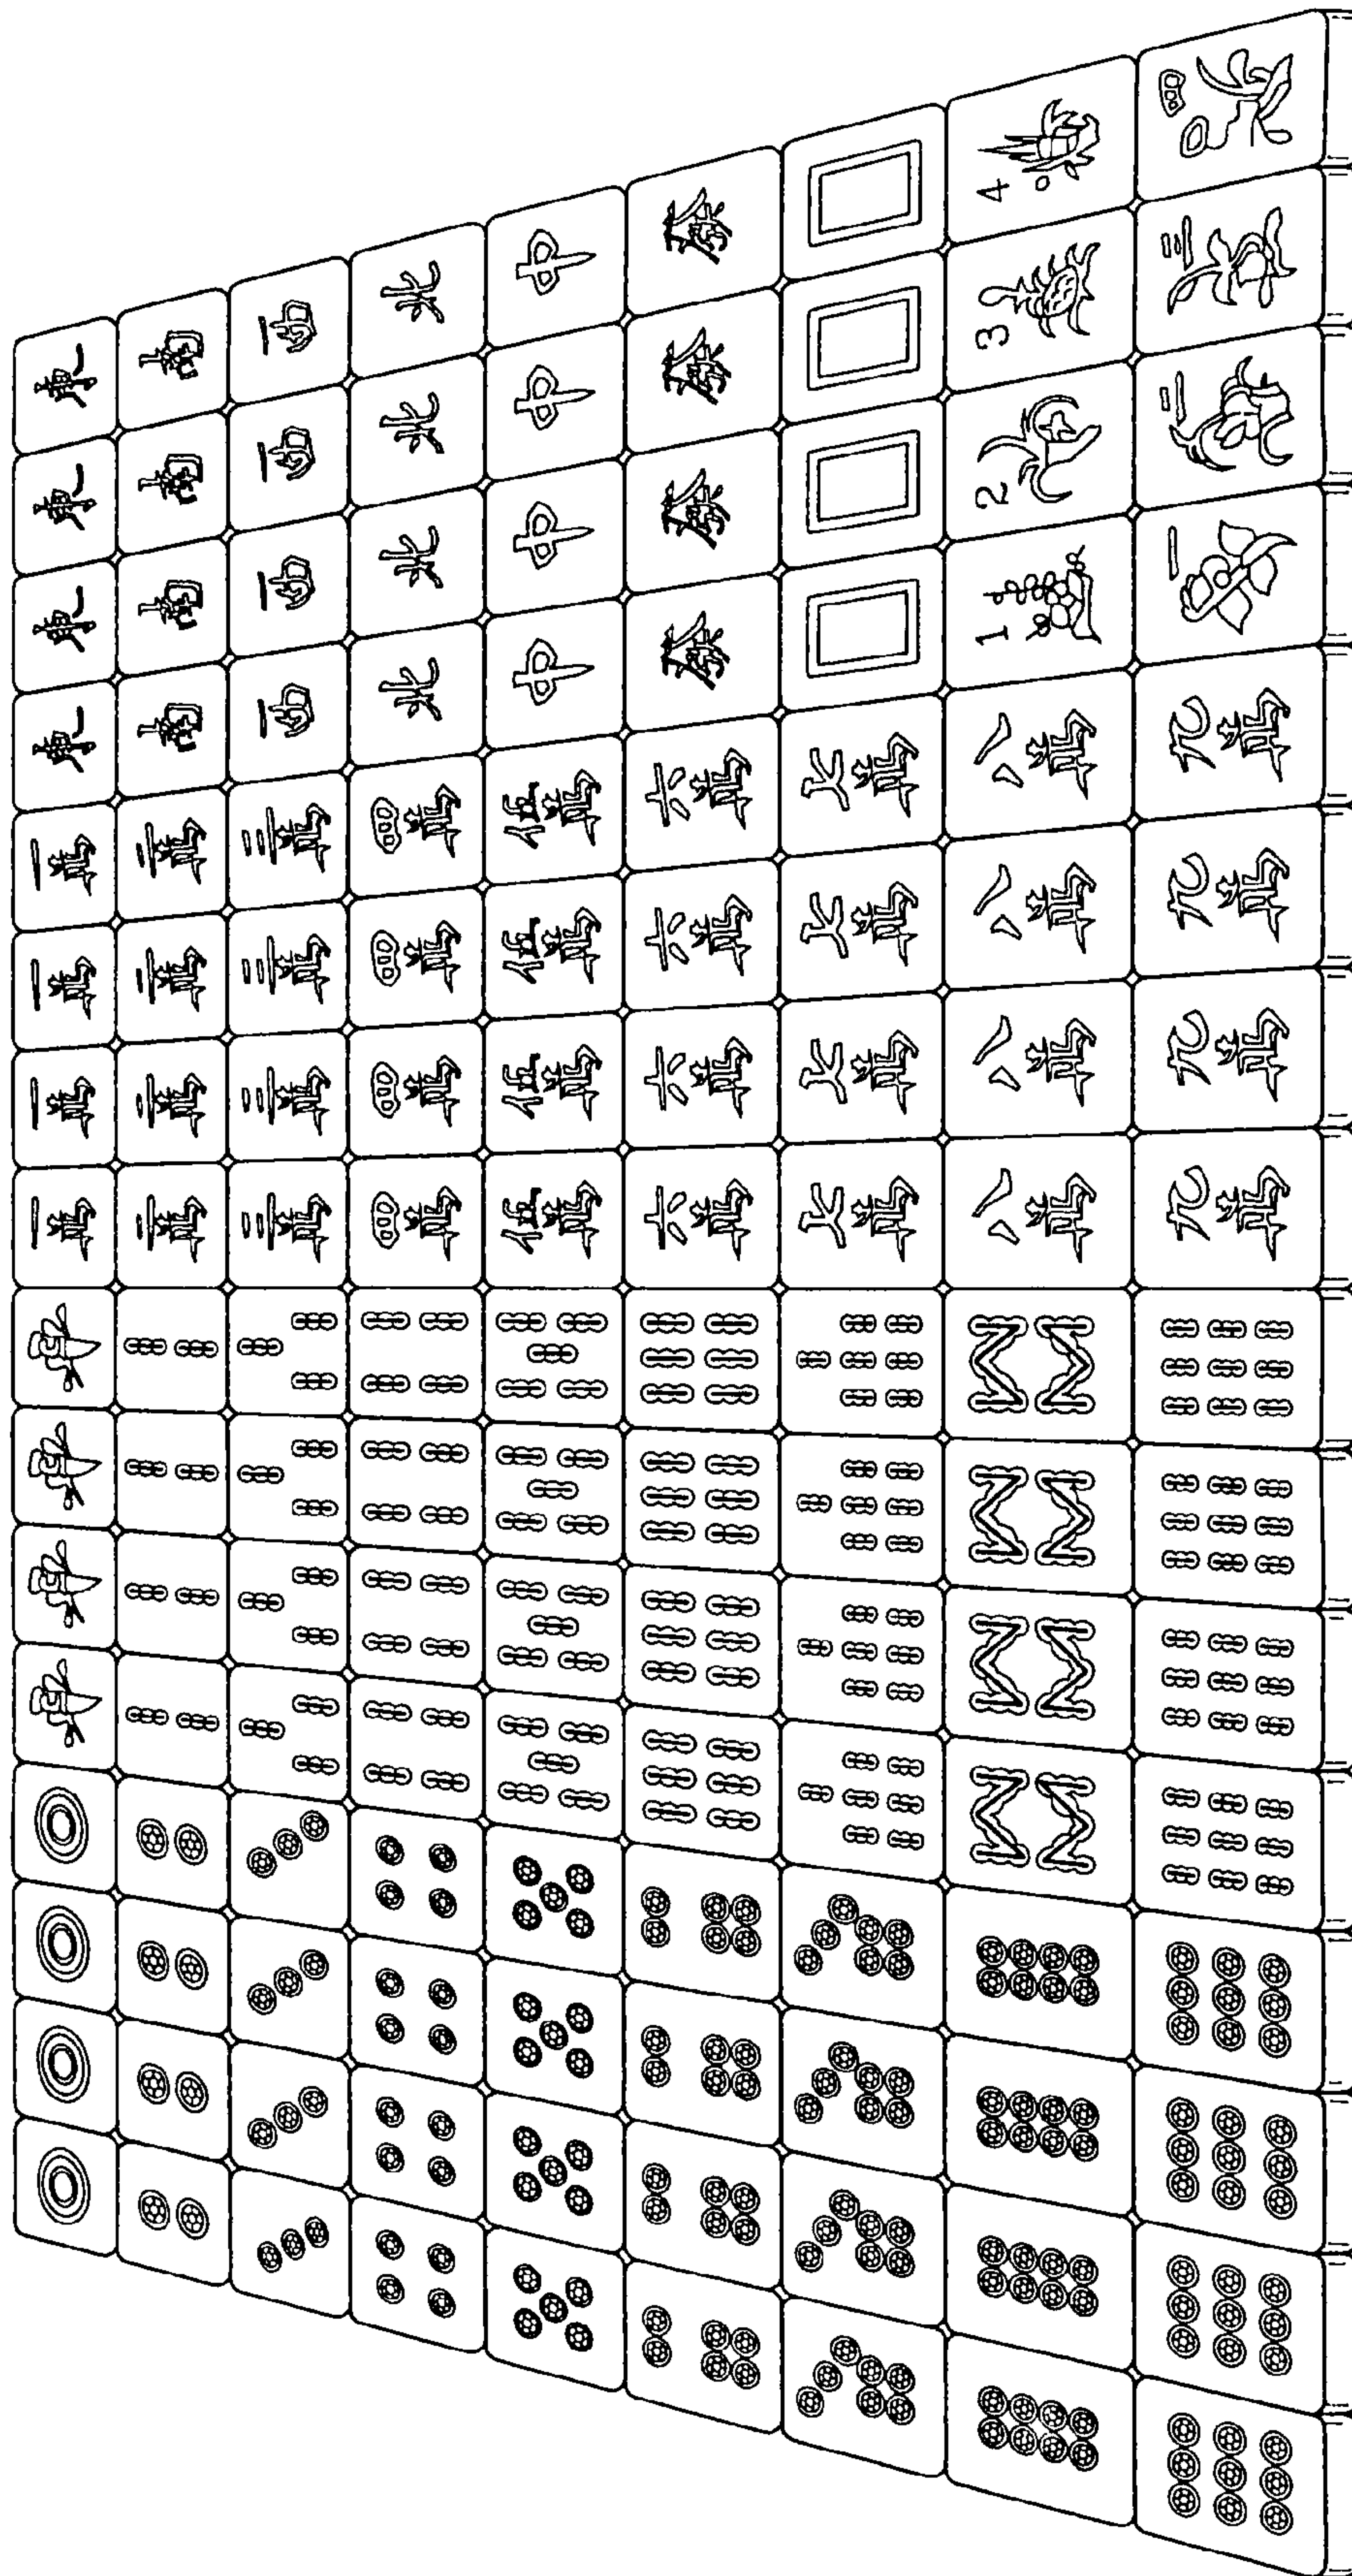 一萬 一萬 一萬 一萬 東 東 東 東
二萬 二萬 二萬 二萬 南 南 南 南
三萬 三萬 三萬 三萬 西 西 西 西
四萬 四萬 四萬 四萬 北 北 北 北
伍萬 伍萬 伍萬 伍萬 中 中 中 中
六萬 六萬 六萬 六萬 發 發 發 發
七萬 七萬 七萬 七萬
八萬 八萬 八萬 八萬 1 2 3 4
九萬 九萬 九萬 九萬 一 二 三 四